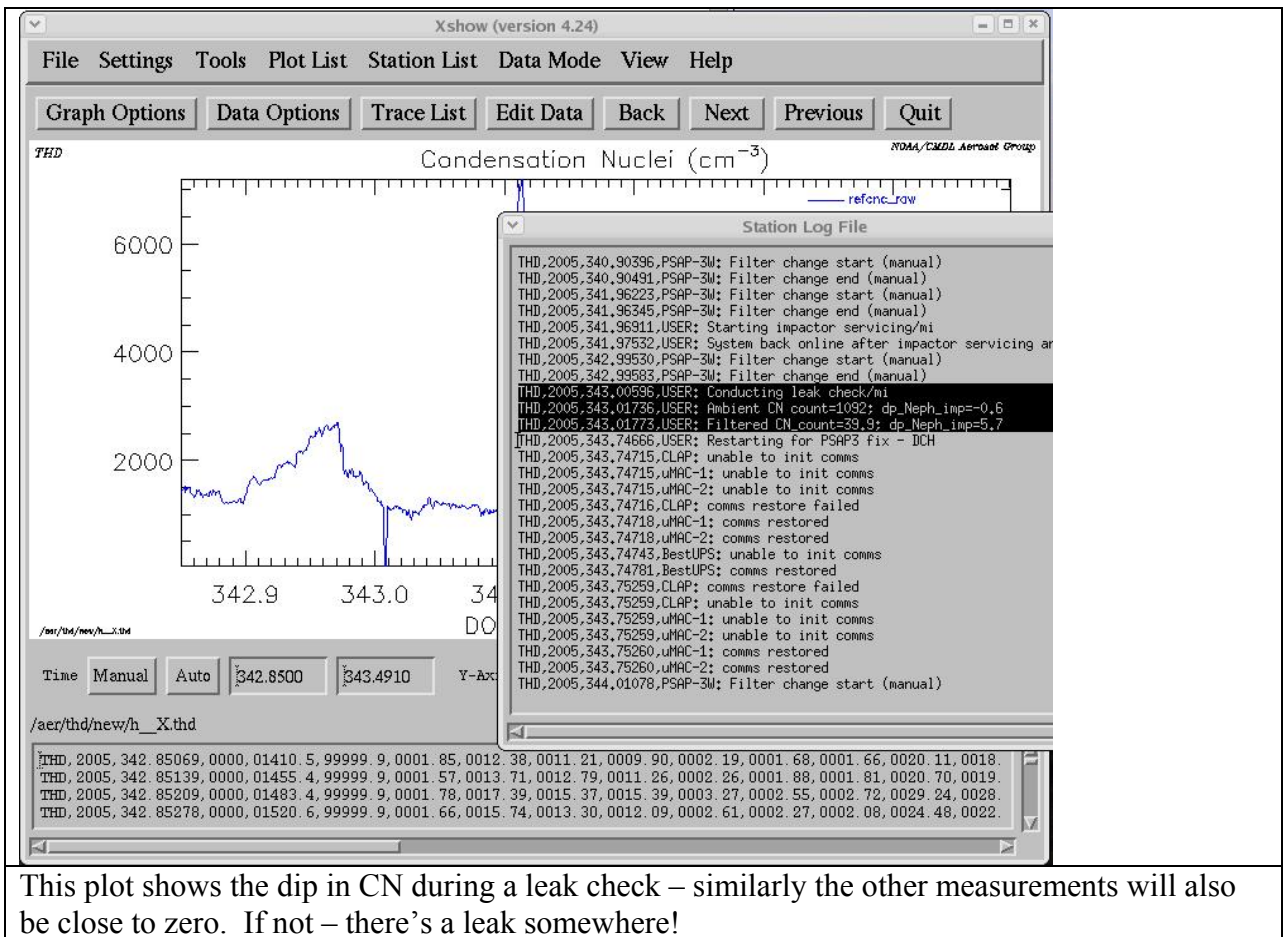 Xshow (version 4.24)
File Settings Tools Plot List Station List Data Mode View Help
Graph Options Data Options Trace List Edit Data Back Next Previous Quit
THD
Condensation Nuclei (cm⁻³)
NOAA/CMDL Aerosol Group
refcnc_raw
6000
4000
2000
342.9 343.0 34
DO
/aer/thd/new/h__X.thd
Station Log File
THD,2005,340.90396,PSAP-3W: Filter change start (manual)
THD,2005,340.90491,PSAP-3W: Filter change end (manual)
THD,2005,341.96223,PSAP-3W: Filter change start (manual)
THD,2005,341.96345,PSAP-3W: Filter change end (manual)
THD,2005,341.96911,USER: Starting impactor servicing/mi
THD,2005,341.97532,USER: System back online after impactor servicing ar
THD,2005,342.99530,PSAP-3W: Filter change start (manual)
THD,2005,342.99583,PSAP-3W: Filter change end (manual)
THD,2005,343.00596,USER: Conducting leak check/mi
THD,2005,343.01736,USER: Ambient CN count=1092; dp_Neph_imp=-0.6
THD,2005,343.01773,USER: Filtered CN_count=39.9; dp_Neph_imp=5.7
THD,2005,343.74666,USER: Restarting for PSAP3 fix - DCH
THD,2005,343.74715,CLAP: unable to init comms
THD,2005,343.74715,uMAC-1: unable to init comms
THD,2005,343.74715,uMAC-2: unable to init comms
THD,2005,343.74716,CLAP: comms restore failed
THD,2005,343.74718,uMAC-1: comms restored
THD,2005,343.74718,uMAC-2: comms restored
THD,2005,343.74743,BestUPS: unable to init comms
THD,2005,343.74781,BestUPS: comms restored
THD,2005,343.75259,CLAP: comms restore failed
THD,2005,343.75259,CLAP: unable to init comms
THD,2005,343.75259,uMAC-1: unable to init comms
THD,2005,343.75259,uMAC-2: unable to init comms
THD,2005,343.75260,uMAC-1: comms restored
THD,2005,343.75260,uMAC-2: comms restored
THD,2005,344.01078,PSAP-3W: Filter change start (manual)
Time Manual Auto 342.8500 343.4910 Y-Ax
/aer/thd/new/h__X.thd
THD, 2005, 342.85069, 0000, 01410.5, 99999.9, 0001.85, 0012.38, 0011.21, 0009.90, 0002.19, 0001.68, 0001.66, 0020.11, 0018.
THD, 2005, 342.85139, 0000, 01455.4, 99999.9, 0001.57, 0013.71, 0012.79, 0011.26, 0002.26, 0001.88, 0001.81, 0020.70, 0019.
THD, 2005, 342.85209, 0000, 01483.4, 99999.9, 0001.78, 0017.39, 0015.37, 0015.39, 0003.27, 0002.55, 0002.72, 0029.24, 0028.
THD, 2005, 342.85278, 0000, 01520.6, 99999.9, 0001.66, 0015.74, 0013.30, 0012.09, 0002.61, 0002.27, 0002.08, 0024.48, 0022.
This plot shows the dip in CN during a leak check – similarly the other measurements will also
be close to zero. If not – there’s a leak somewhere!